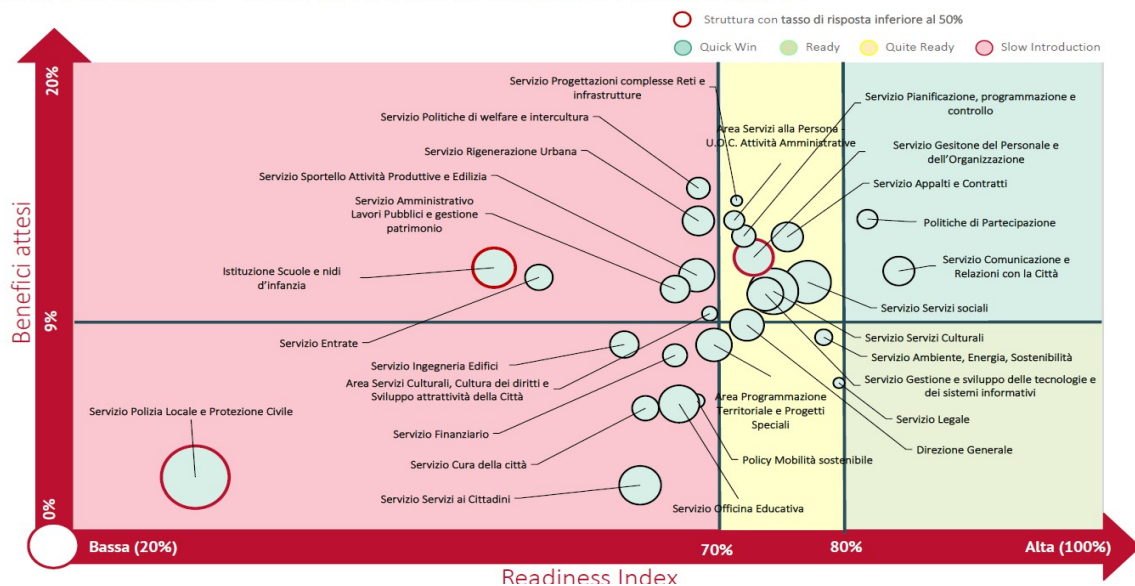 Struttura con tasso di risposta inferiore al 50%
Quick Win
Ready
Quite Ready
Slow Introduction
Benefici attesi
20%
9%
0%
Servizio Progettazioni complesse Reti e
infrastrutture
Servizio Pianificazione, programmazione e
controllo
Servizio Politiche di welfare e intercultura
Area Servizi alla Persona -
U.O.C. Attività Amministrative
Servizio Rigenerazione Urbana
Servizio Gesitone del Personale e
dell'Organizzazione
Servizio Sportello Attività Produttive e Edilizia
Servizio Appalti e Contratti
Servizio Amministrativo
Lavori Pubblici e gestione
patrimonio
Politiche di Partecipazione
Istituzione Scuole e nidi
d'infanzia
Servizio Comunicazione e
Relazioni con la Città
Servizio Servizi sociali
Servizio Entrate
Servizio Servizi Culturali
Servizio Ambiente, Energia, Sostenibilità
Servizio Ingegneria Edifici
Area Servizi Culturali, Cultura dei diritti e
Sviluppo attrattività della Città
Servizio Gestione e sviluppo delle tecnologie e
dei sistemi informativi
Servizio Polizia Locale e Protezione Civile
Area Programmazione
Territoriale e Progetti
Speciali
Servizio Legale
Servizio Finanziario
Direzione Generale
Servizio Cura della città
Policy Mobilità sostenibile
Servizio Servizi ai Cittadini
Servizio Officina Educativa
Bassa (20%)
70%
80%
Alta (100%)
Readiness Index